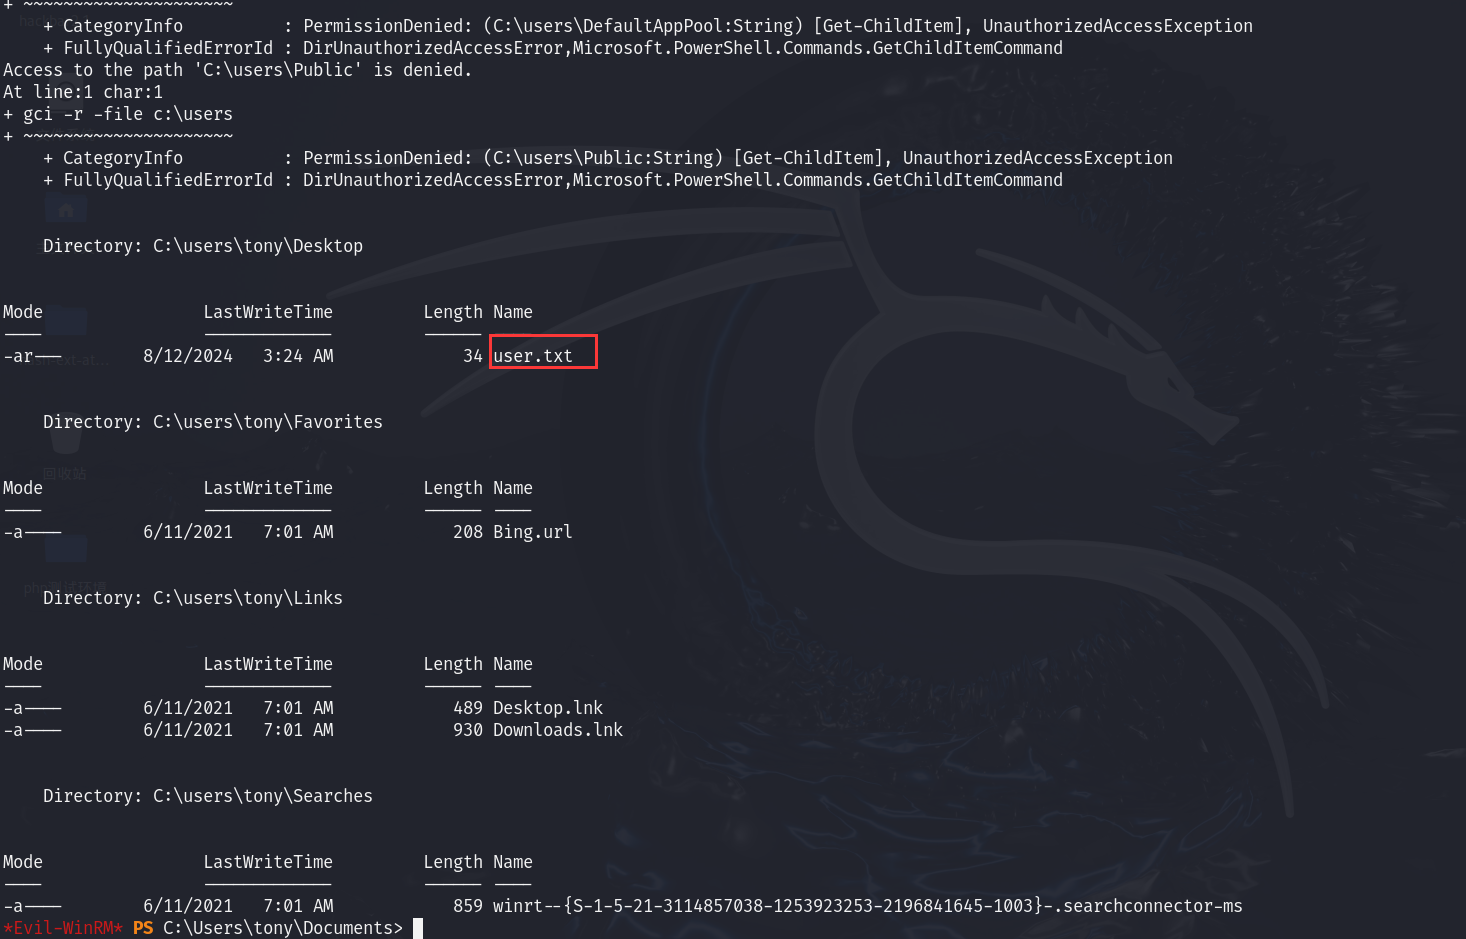 + ~~~~~~~~~~~~~~~~~~~~~
    + CategoryInfo          : PermissionDenied: (C:\users\DefaultAppPool:String) [Get-ChildItem], UnauthorizedAccessException
    + FullyQualifiedErrorId : DirUnauthorizedAccessError,Microsoft.PowerShell.Commands.GetChildItemCommand
Access to the path 'C:\users\Public' is denied.
At line:1 char:1
+ gci -r -file c:\users
+ ~~~~~~~~~~~~~~~~~~~~~
    + CategoryInfo          : PermissionDenied: (C:\users\Public:String) [Get-ChildItem], UnauthorizedAccessException
    + FullyQualifiedErrorId : DirUnauthorizedAccessError,Microsoft.PowerShell.Commands.GetChildItemCommand
    Directory: C:\users\tony\Desktop
Mode                LastWriteTime         Length Name
----                -------------         ------ ----
-ar---        8/12/2024   3:24 AM             34 user.txt
    Directory: C:\users\tony\Favorites
回收站
Mode                LastWriteTime         Length Name
----                -------------         ------ ----
-a----        6/11/2021   7:01 AM            208 Bing.url
    Directory: C:\users\tony\Links
Mode                LastWriteTime         Length Name
----                -------------         ------ ----
-a----        6/11/2021   7:01 AM            489 Desktop.lnk
-a----        6/11/2021   7:01 AM            930 Downloads.lnk
    Directory: C:\users\tony\Searches
Mode                LastWriteTime         Length Name
----                -------------         ------ ----
-a----        6/11/2021   7:01 AM            859 winrt--{S-1-5-21-3114857038-1253923253-2196841645-1003}-.searchconnector-ms
*Evil-WinRM* PS C:\Users\tony\Documents>